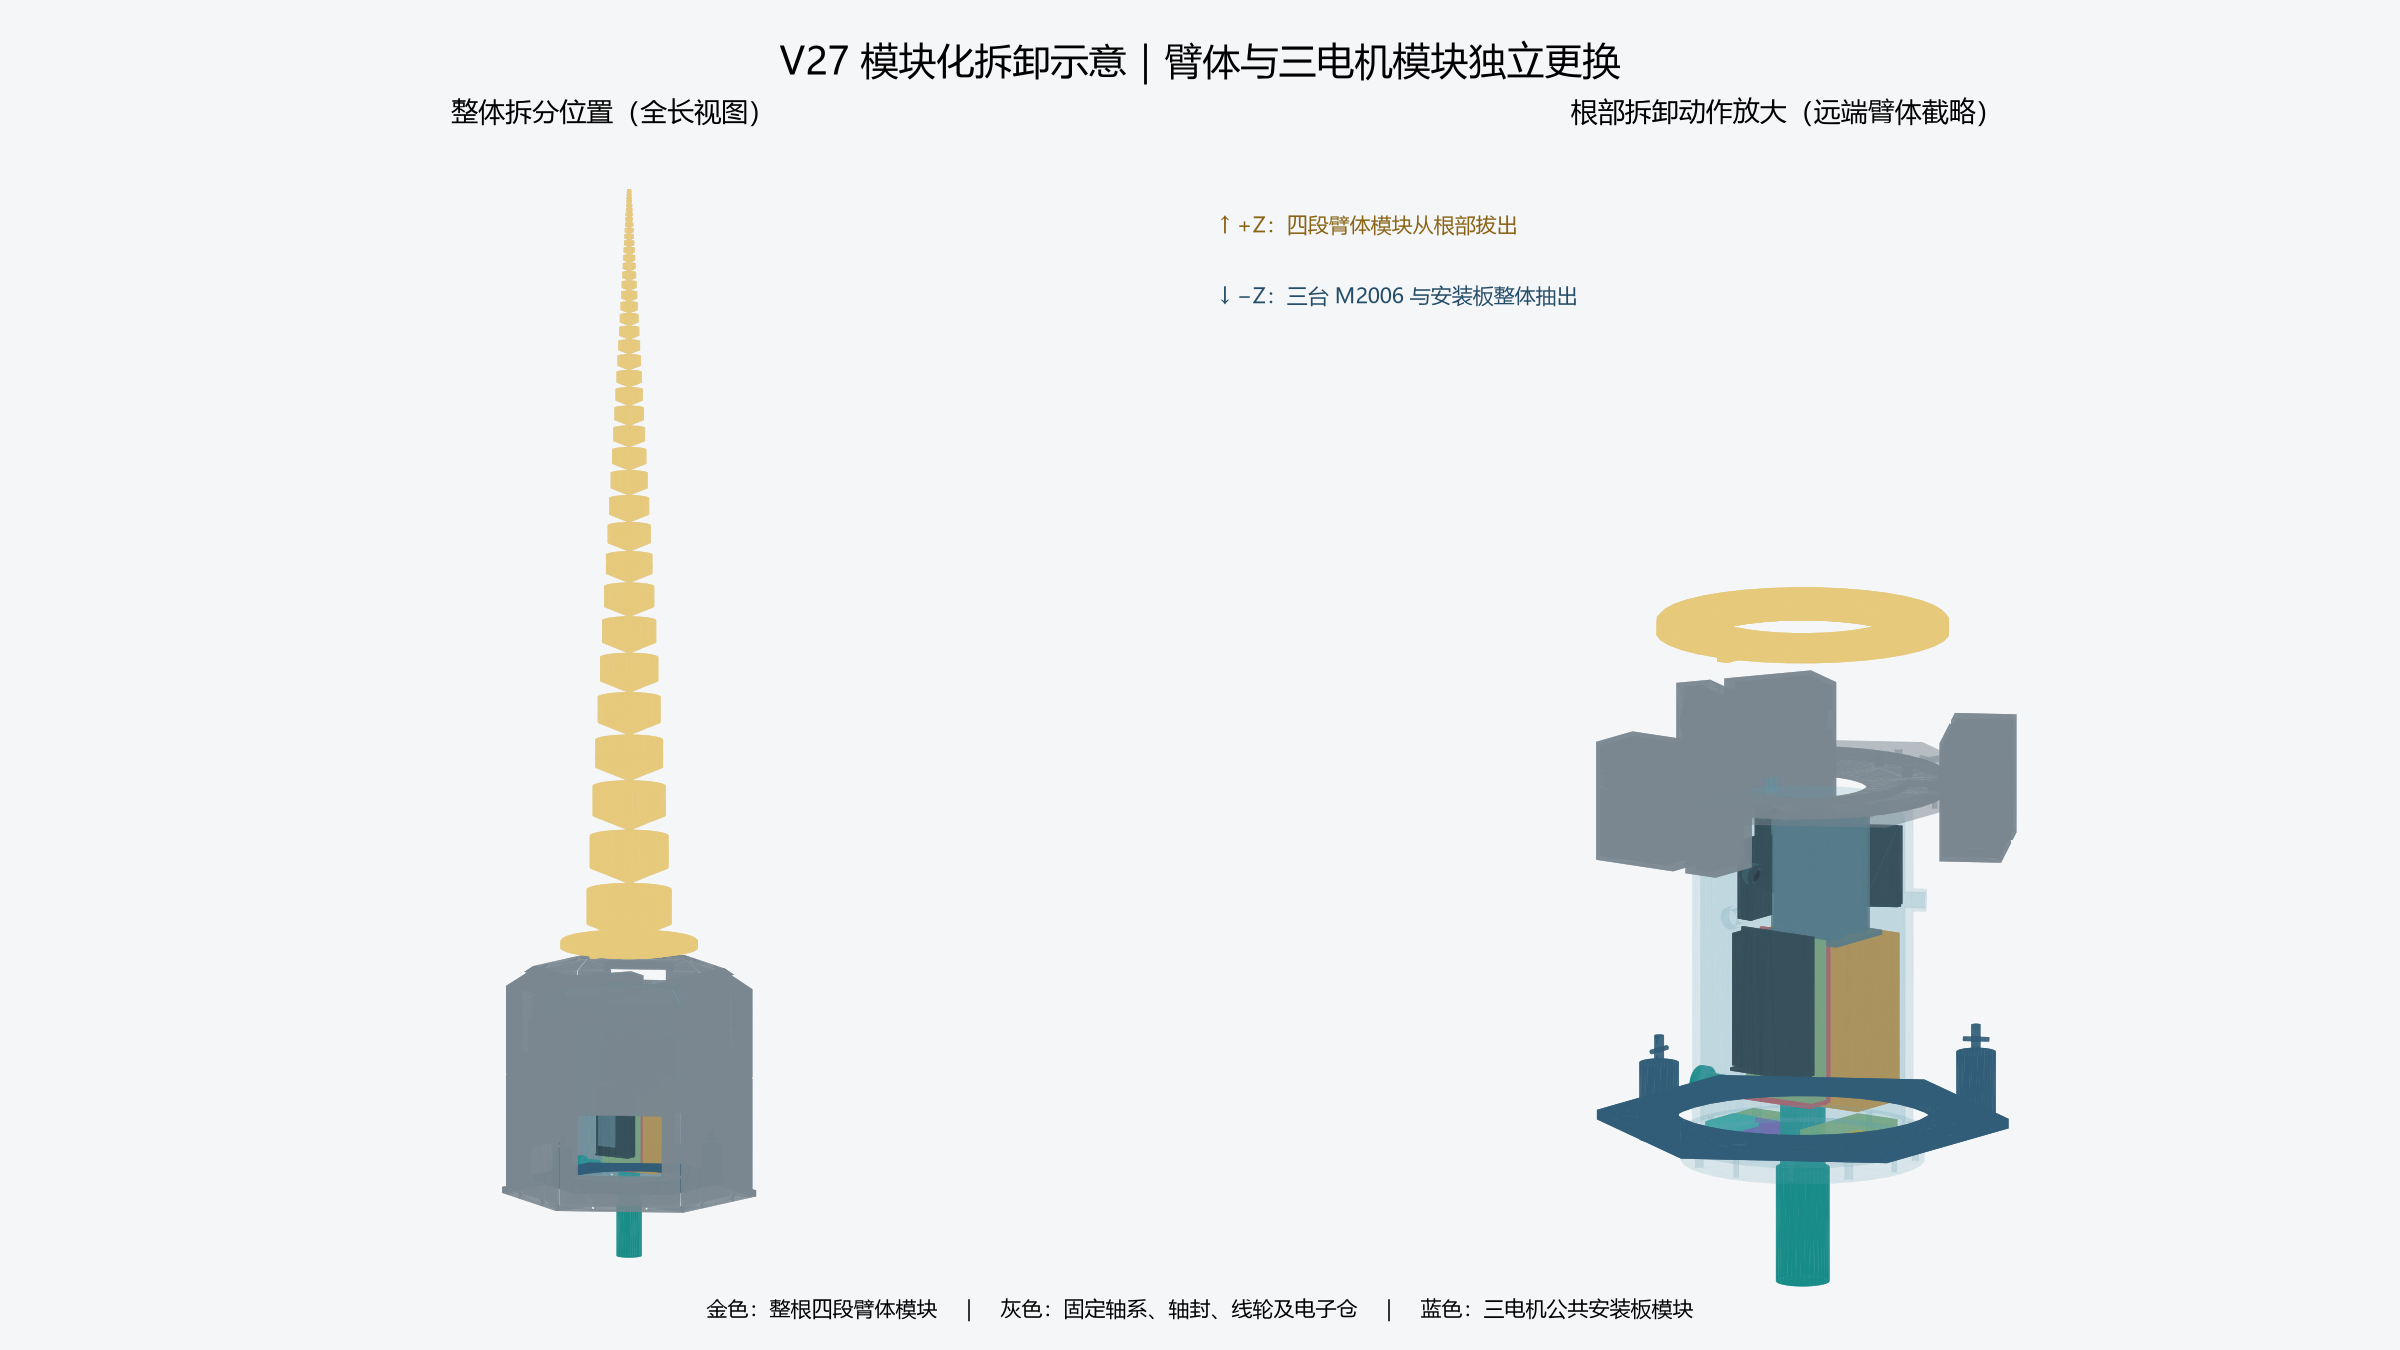 V27 模块化拆卸示意｜臂体与三电机模块独立更换
整体拆分位置（全长视图）
根部拆卸动作放大（远端臂体截略）
↑ +Z：四段臂体模块从根部拔出
↓ −Z：三台 M2006 与安装板整体抽出
金色：整根四段臂体模块 ｜ 灰色：固定轴系、轴封、线轮及电子仓 ｜ 蓝色：三电机公共安装板模块